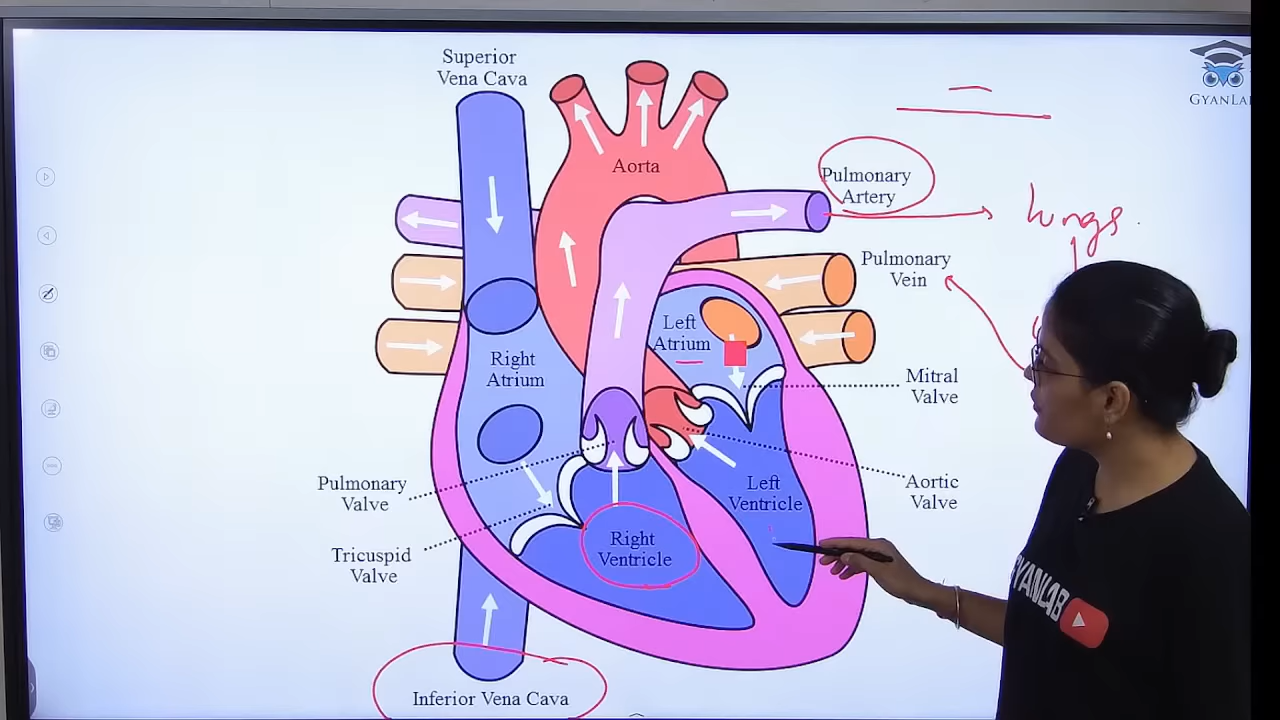 Superior
Vena Cava
GYANLAB
Aorta
Pulmonary
Artery
lungs
Pulmonary
Vein
Left
Atrium
Right
Atrium
Mitral
Valve
Pulmonary
Valve
Left
Ventricle
Aortic
Valve
Right
Ventricle
Tricuspid
Valve
GYANLAB
Inferior Vena Cava